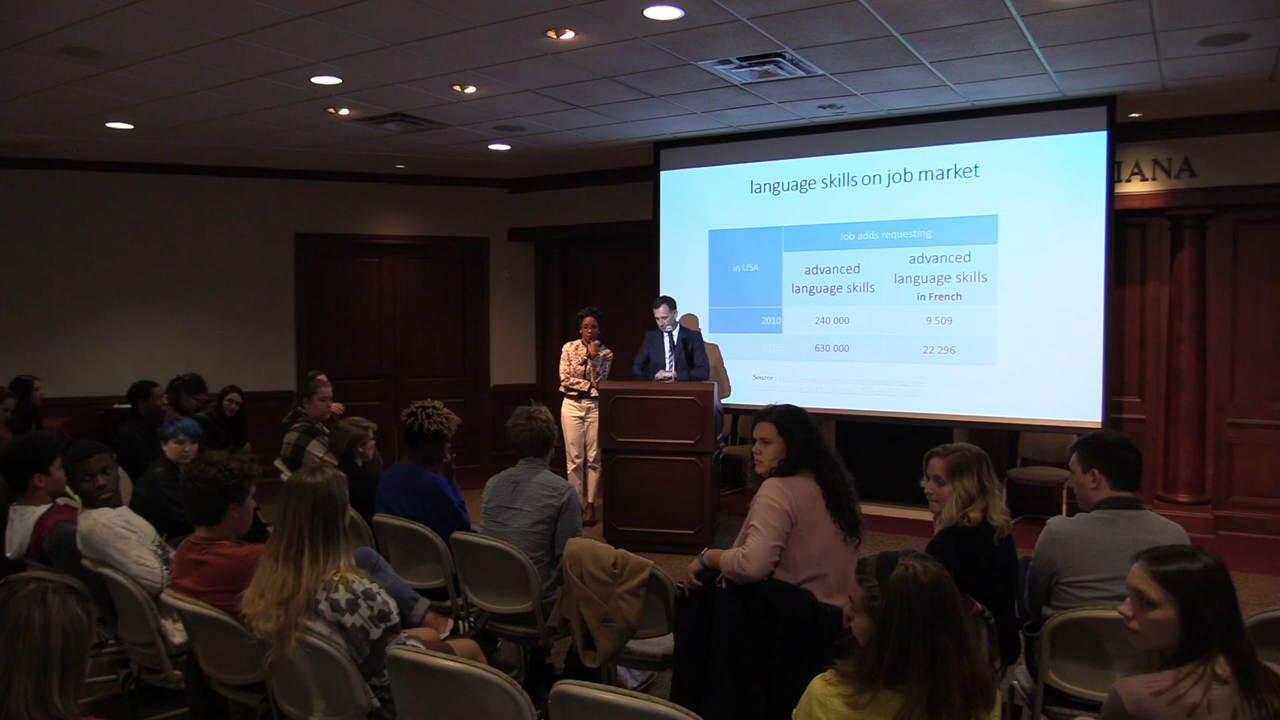 language skills on job market
Job adds requesting
in USA
advanced
language skills
advanced
language skills
in French
2010
240 000
9 509
630 000
22 296
Source:
IANA